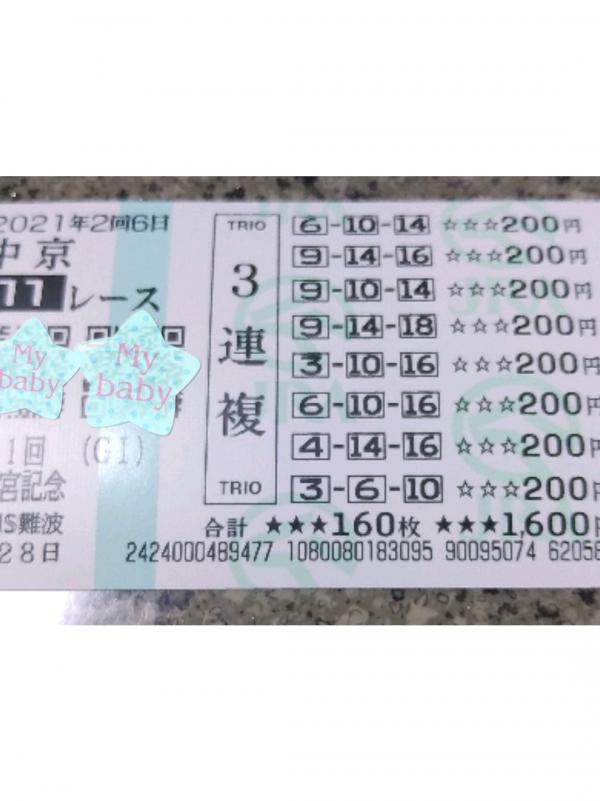 2021年2回6日
中京
11レース
My baby
My baby
1回 (GI)
宮記念
S難波
28日
TRIO
3連複
TRIO
6-10-14 ☆☆☆200円
9-14-16 ☆☆☆200円
9-10-14 ☆☆☆200円
9-14-18 ☆☆☆200円
3-10-16 ☆☆☆200円
6-10-16 ☆☆☆200円
4-14-16 ☆☆☆200円
3-6-10 ☆☆☆200円
合計 ★★★160枚 ★★★1,600円
2424000489477 1080080183095 90095074 62058